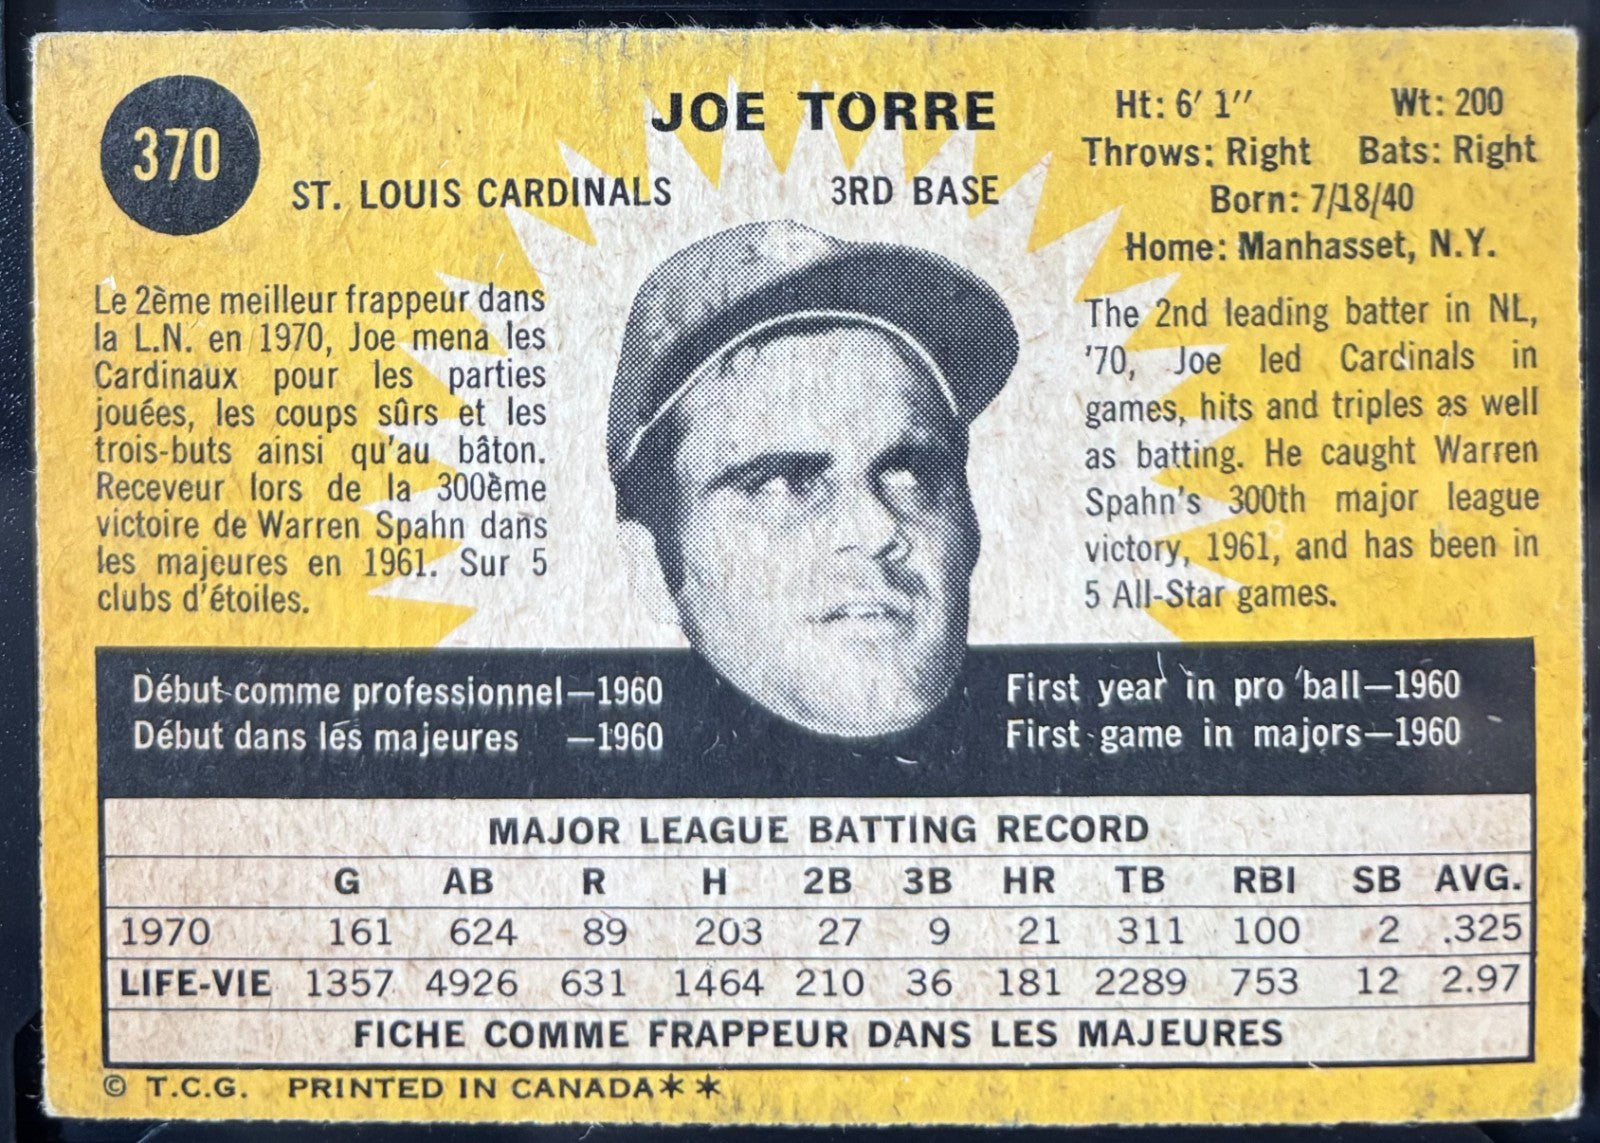 370
JOE TORRE
ST. LOUIS CARDINALS 3RD BASE
Ht: 6' 1" Wt: 200
Throws: Right Bats: Right
Born: 7/18/40
Home: Manhasset, N.Y.
Le 2ème meilleur frappeur dans
la L.N. en 1970, Joe mena les
Cardinaux pour les parties
jouées, les coups sûrs et les
trois-buts ainsi qu'au bâton.
Receveur lors de la 300ème
victoire de Warren Spahn dans
les majeures en 1961. Sur 5
clubs d'étoiles.
The 2nd leading batter in NL,
'70, Joe led Cardinals in
games, hits and triples as well
as batting. He caught Warren
Spahn's 300th major league
victory, 1961, and has been in
5 All-Star games.
Début comme professionnel—1960
Début dans les majeures —1960
First year in pro ball—1960
First game in majors—1960
MAJOR LEAGUE BATTING RECORD
G AB R H 2B 3B HR TB RBI SB AVG.
1970 161 624 89 203 27 9 21 311 100 2 .325
LIFE-VIE 1357 4926 631 1464 210 36 181 2289 753 12 2.97
FICHE COMME FRAPPEUR DANS LES MAJEURES
© T.C.G. PRINTED IN CANADA**